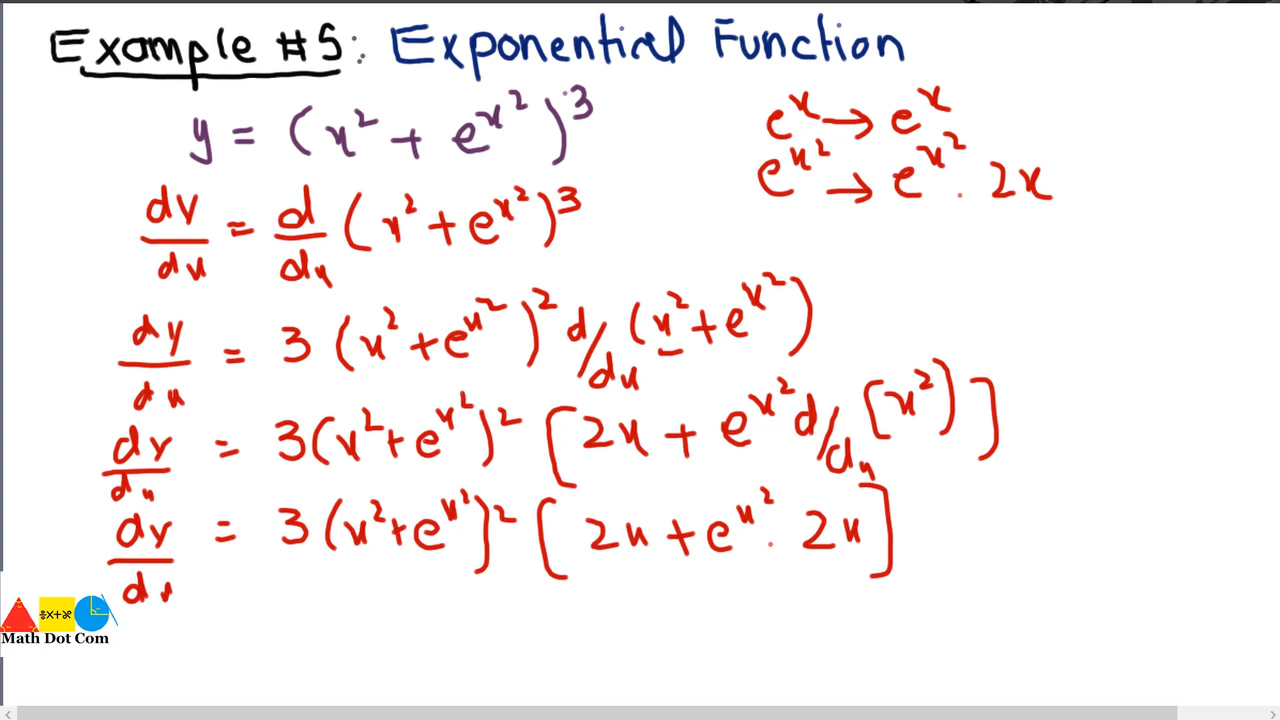 Example #5: Exponential Function
y = (x² + e^{x²})³
e^x → e^x
e^{x²} → e^{x²} . 2x
dy/dx = d/dx (x² + e^{x²})³
dy/dx = 3 (x² + e^{x²})² d/dx (x² + e^{x²})
dy/dx = 3(x² + e^{x²})² [2x + e^{x²} d/dx [x²)]
dy/dx = 3 (x² + e^{x²})² [2x + e^{x²} . 2x]
÷x+
Math Dot Com